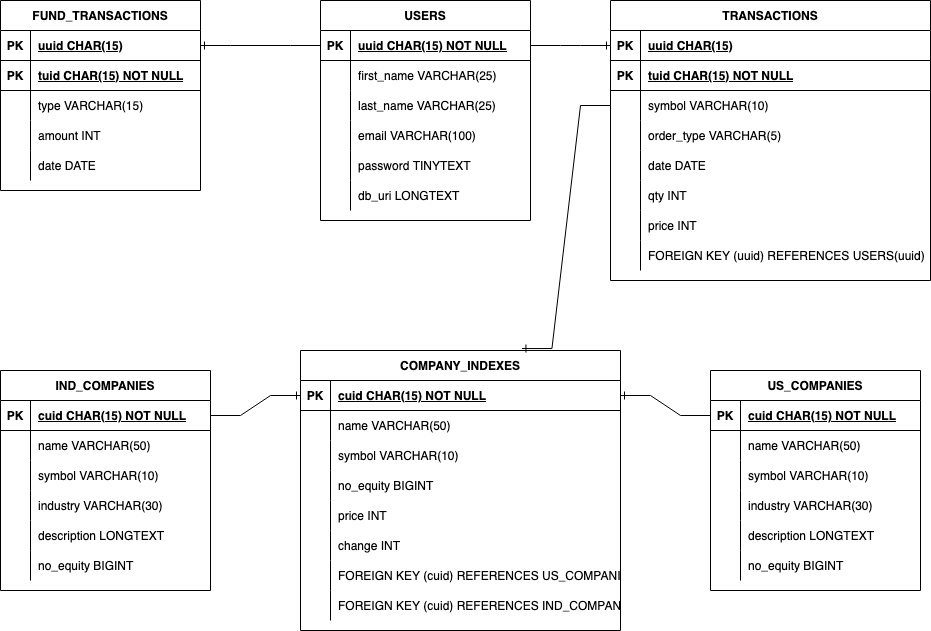 FUND_TRANSACTIONS
PK uuid CHAR(15)
PK tuid CHAR(15) NOT NULL
type VARCHAR(15)
amount INT
date DATE
USERS
PK uuid CHAR(15) NOT NULL
first_name VARCHAR(25)
last_name VARCHAR(25)
email VARCHAR(100)
password TINYTEXT
db_uri LONGTEXT
TRANSACTIONS
PK uuid CHAR(15)
PK tuid CHAR(15) NOT NULL
symbol VARCHAR(10)
order_type VARCHAR(5)
date DATE
qty INT
price INT
FOREIGN KEY (uuid) REFERENCES USERS(uuid)
IND_COMPANIES
PK cuid CHAR(15) NOT NULL
name VARCHAR(50)
symbol VARCHAR(10)
industry VARCHAR(30)
description LONGTEXT
no_equity BIGINT
COMPANY_INDEXES
PK cuid CHAR(15) NOT NULL
name VARCHAR(50)
symbol VARCHAR(10)
no_equity BIGINT
price INT
change INT
FOREIGN KEY (cuid) REFERENCES US_COMPANI
FOREIGN KEY (cuid) REFERENCES IND_COMPAN
US_COMPANIES
PK cuid CHAR(15) NOT NULL
name VARCHAR(50)
symbol VARCHAR(10)
industry VARCHAR(30)
description LONGTEXT
no_equity BIGINT